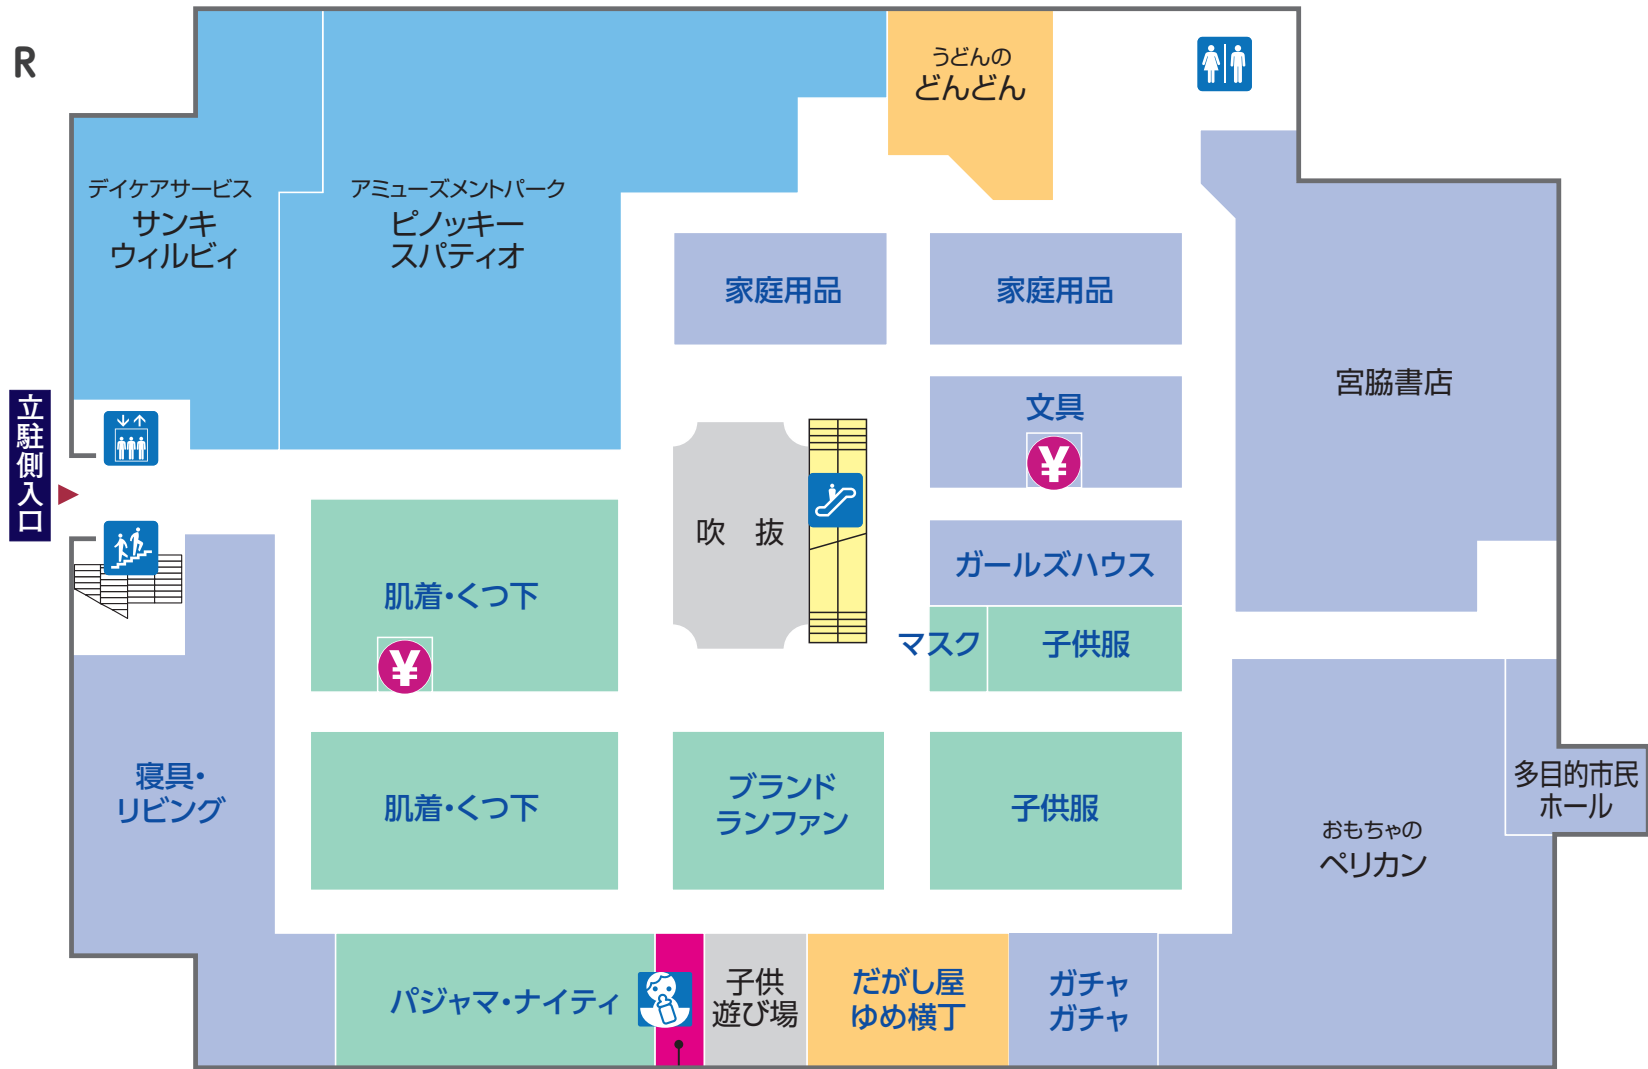 R
うどんの
どんどん
デイケアサービス
サンキ
ウィルビィ
アミューズメントパーク
ピノッキー
スパティオ
家庭用品
家庭用品
宮脇書店
文具
¥
立駐側入口
吹 抜
ガールズハウス
肌着・くつ下
¥
マスク
子供服
寝具・
リビング
肌着・くつ下
ブランド
ランファン
子供服
多目的市民
ホール
おもちゃの
ペリカン
パジャマ・ナイティ
子供
遊び場
だがし屋
ゆめ横丁
ガチャ
ガチャ